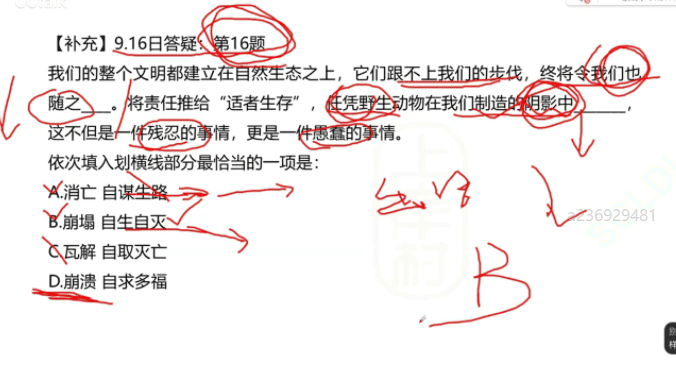 【补充】9.16日答疑：第16题
我们的整个文明都建立在自然生态之上，它们跟不上我们的步伐，终将令我们也
随之____。将责任推给“适者生存”，任凭野生动物在我们制造的阴影中______，
这不但是一件残忍的事情，更是一件愚蠢的事情。
依次填入划横线部分最恰当的一项是：
A.消亡 自谋生路
B.崩塌 自生自灭
C.瓦解 自取灭亡
D.崩溃 自求多福
B
a236929481